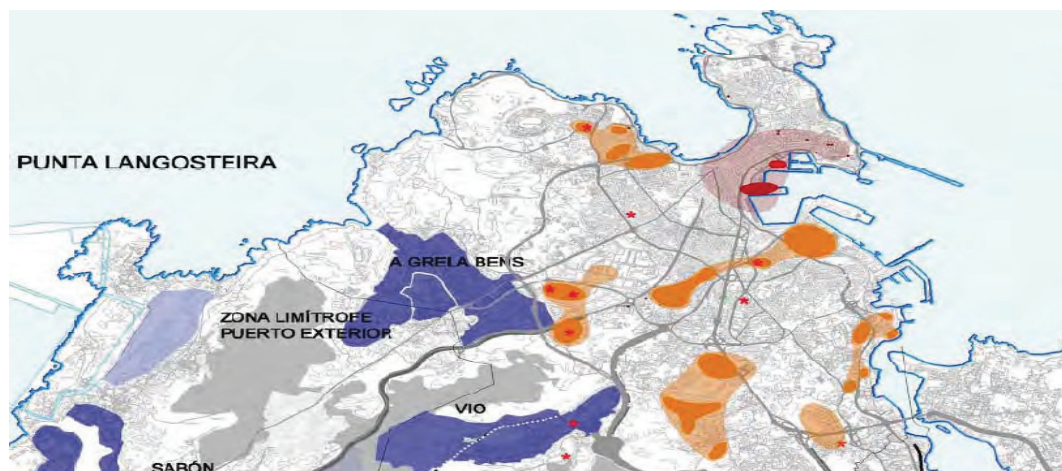 PUNTA LANGOSTEIRA
A GRELA BENS
ZONA LIMÍTROFE
PUERTO EXTERIOR
VIO
SABÓN